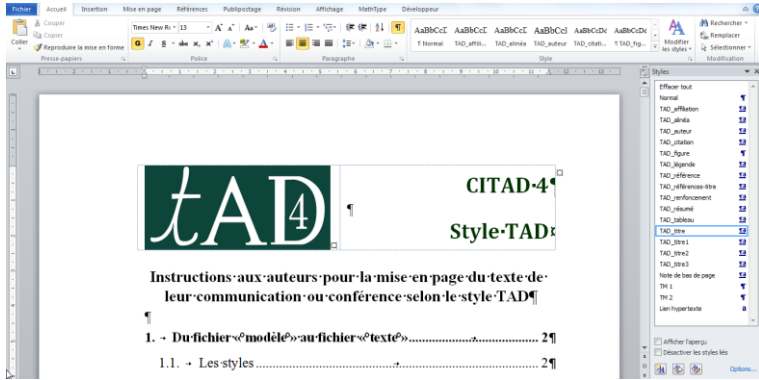 Fichier Accueil Insertion Mise en page Références Publipostage Révision Affichage MathType Développeur
Couper
Copier
Coller
Reproduire la mise en forme
Presse-papiers
Times New Ro 13
G I S abc
Police
Paragraphe
AaBbCcI AaBbCcI AaBbCcI AaBbCcl AaBbCcDd AaBbCcDc
¶ Normal TAD_affili... TAD_alinéa TAD_auteur TAD_citati... ¶ TAD_fig...
Style
Modifier les styles
Rechercher
Remplacer
Sélectionner
Modification
Styles
Effacer tout
Normal
TAD_affiliation
TAD_alinéa
TAD_auteur
TAD_citation
TAD_figure
TAD_légende
TAD_référence
TAD_références-titre
TAD_renfoncement
TAD_résumé
TAD_tableau
TAD_titre
TAD_titre1
TAD_titre2
TAD_titre3
Note de bas de page
TM 1
TM 2
Lien hypertexte
Afficher l'aperçu
Désactiver les styles liés
Options...
tAD 4
CITAD·4¶
Style·TAD¤
Instructions·aux·auteurs·pour·la·mise·en·page·du·texte·de·
leur·communication·ou·conférence·selon·le·style·TAD¶
¶
1. → Du·fichier·«°modèle°»·au·fichier·«°texte°»...→...2¶
1.1. → Les·styles...→...2¶